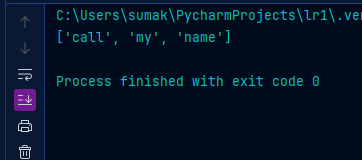 C:\Users\sumak\PycharmProjects\lr1\.ve
['call', 'my', 'name']
Process finished with exit code 0